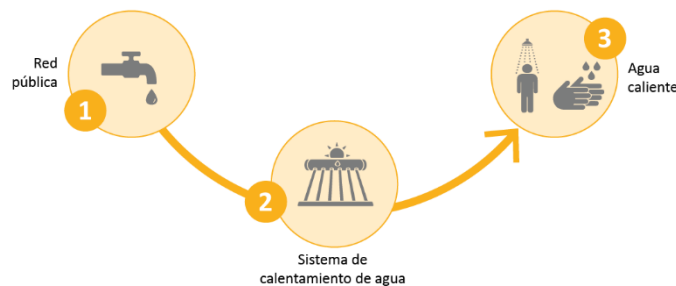 Red
pública
1
2
Sistema de
calentamiento de agua
3
Agua
caliente